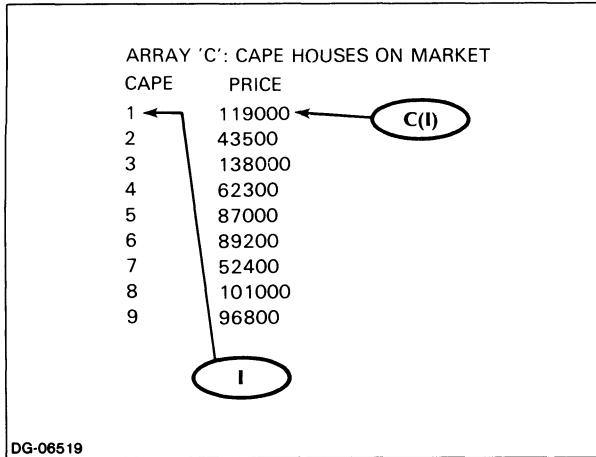 ARRAY 'C': CAPE HOUSES ON MARKET
CAPE PRICE
1 119000 C(I)
2 43500
3 138000
4 62300
5 87000
6 89200
7 52400
8 101000
9 96800
I
DG-06519